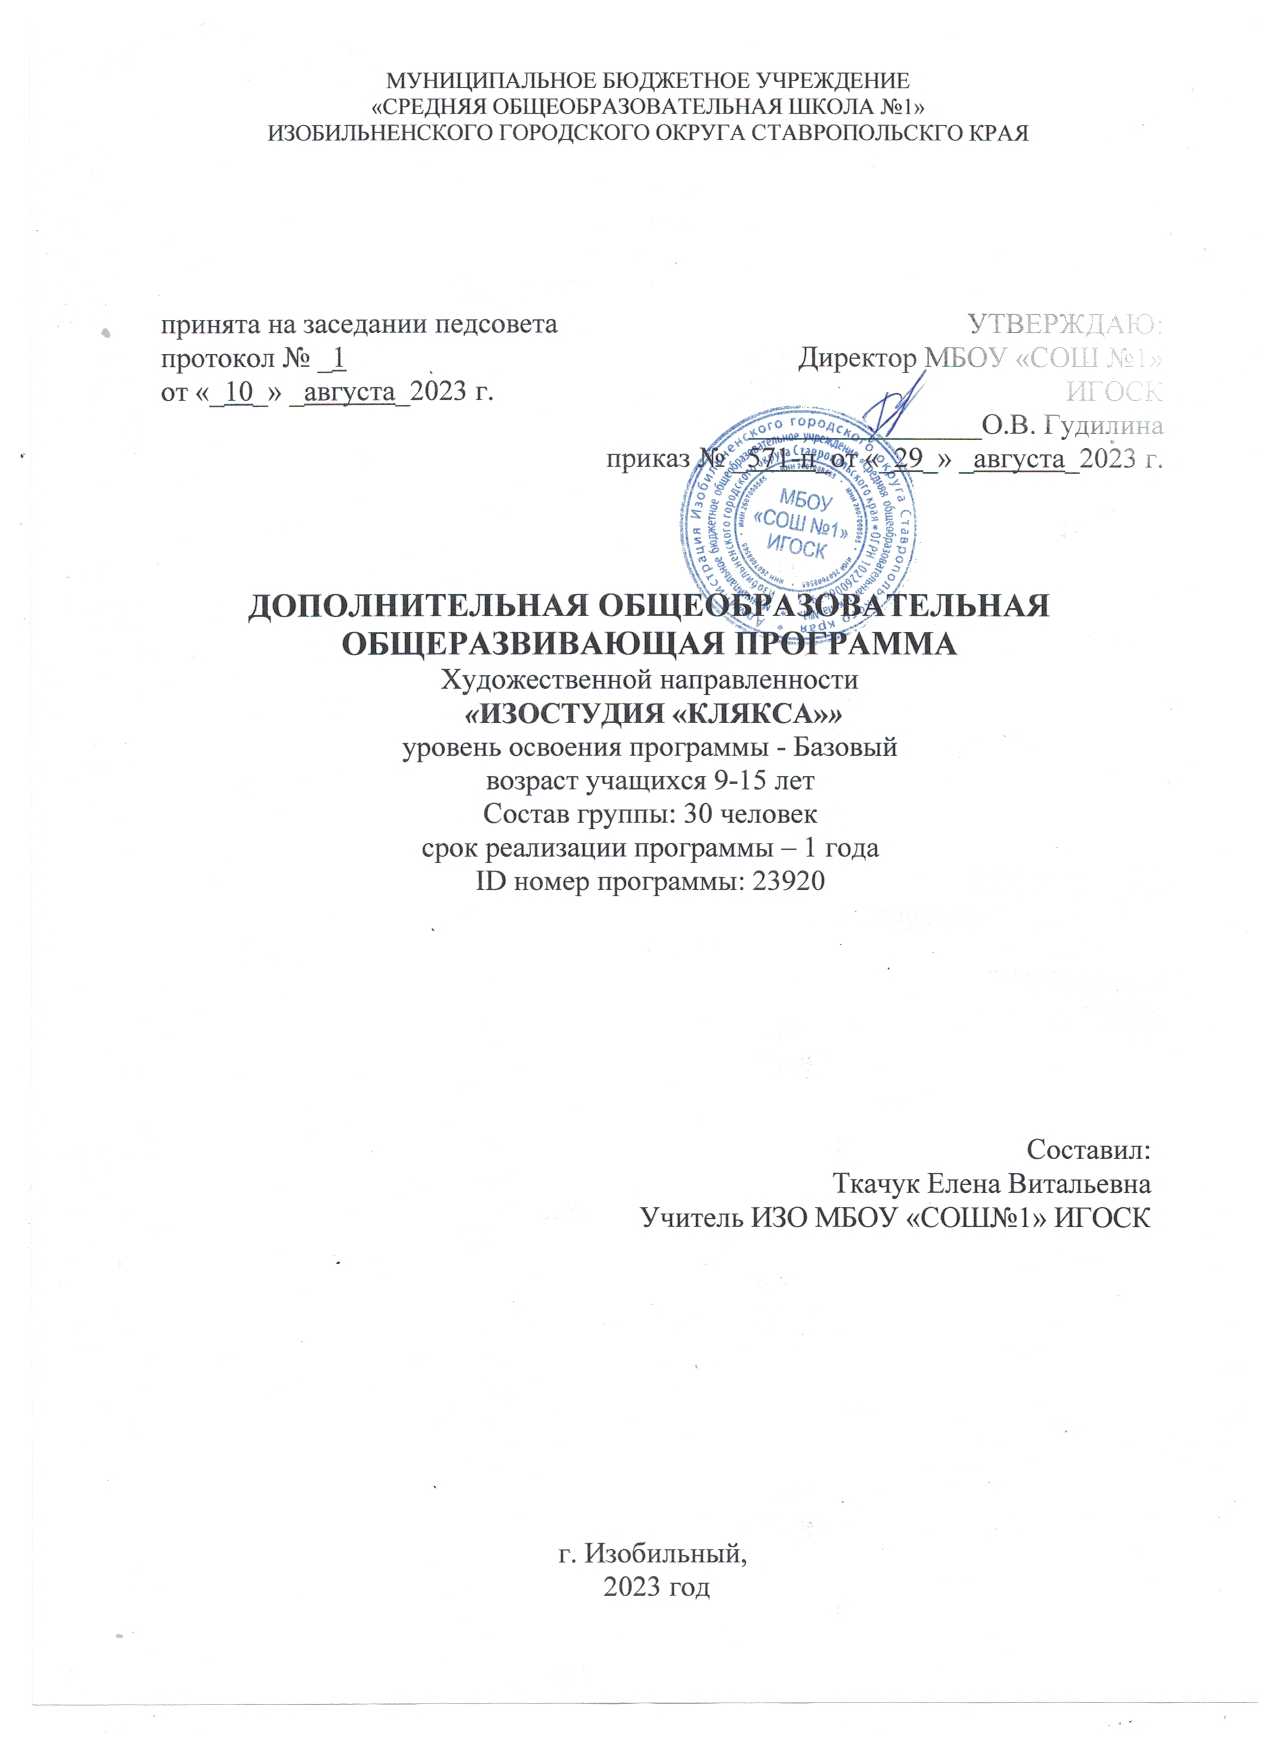 МУНИЦИПАЛЬНОЕ БЮДЖЕТНОЕ УЧРЕЖДЕНИЕ
«СРЕДНЯЯ ОБЩЕОБРАЗОВАТЕЛЬНАЯ ШКОЛА №1»
ИЗОБИЛЬНЕНСКОГО ГОРОДСКОГО ОКРУГА СТАВРОПОЛЬСКГО КРАЯ
принята на заседании педсовета
протокол № _1
от «_10_» _августа_2023 г.
УТВЕРЖДАЮ:
Директор МБОУ «СОШ №1»
ИГОСК
О.В. Гудилина
приказ № 571-п от «_29_» _августа_2023 г.
МБОУ
«СОШ №1»
ИГОСК
ДОПОЛНИТЕЛЬНАЯ ОБЩЕОБРАЗОВАТЕЛЬНАЯ
ОБЩЕРАЗВИВАЮЩАЯ ПРОГРАММА
Художественной направленности
«ИЗОСТУДИЯ «КЛЯКСА»»
уровень освоения программы - Базовый
возраст учащихся 9-15 лет
Состав группы: 30 человек
срок реализации программы – 1 года
ID номер программы: 23920
Составил:
Ткачук Елена Витальевна
Учитель ИЗО МБОУ «СОШ№1» ИГОСК
г. Изобильный,
2023 год